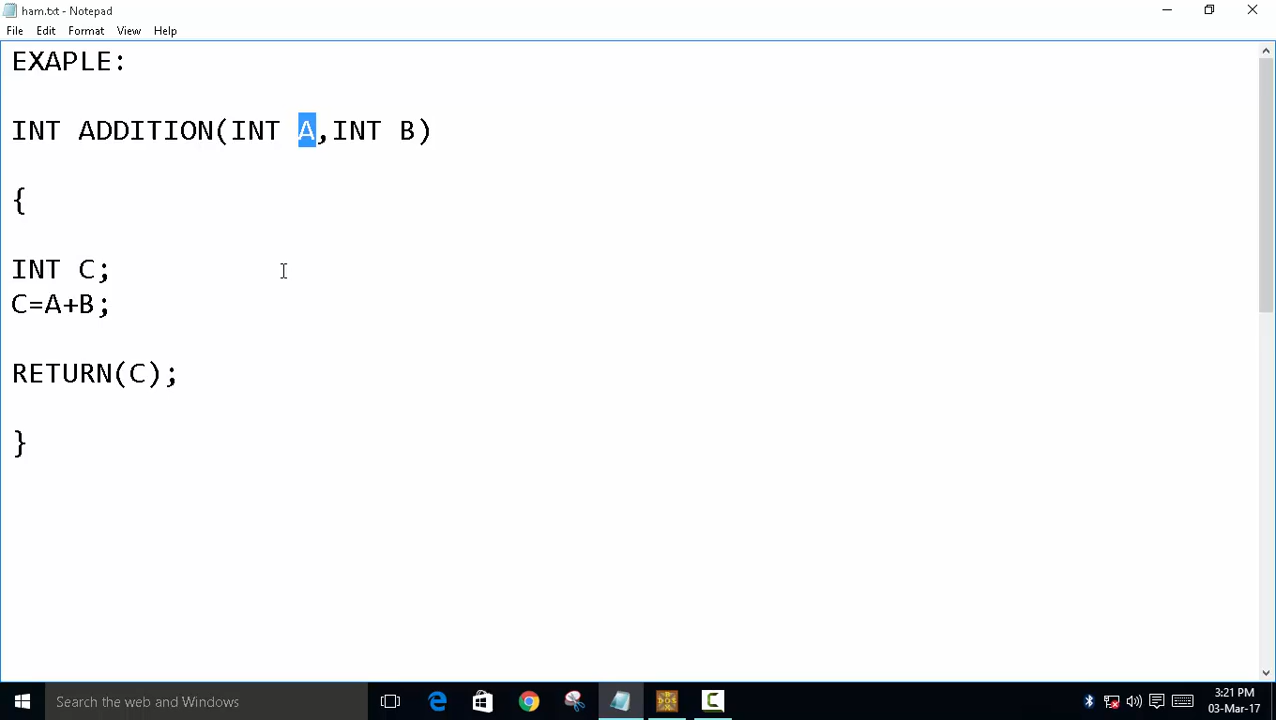 ham.txt - Notepad
File Edit Format View Help
EXAPLE:
INT ADDITION(INT A,INT B)
{
INT C;
C=A+B;
RETURN(C);
}
Search the web and Windows
3:21 PM
03-Mar-17